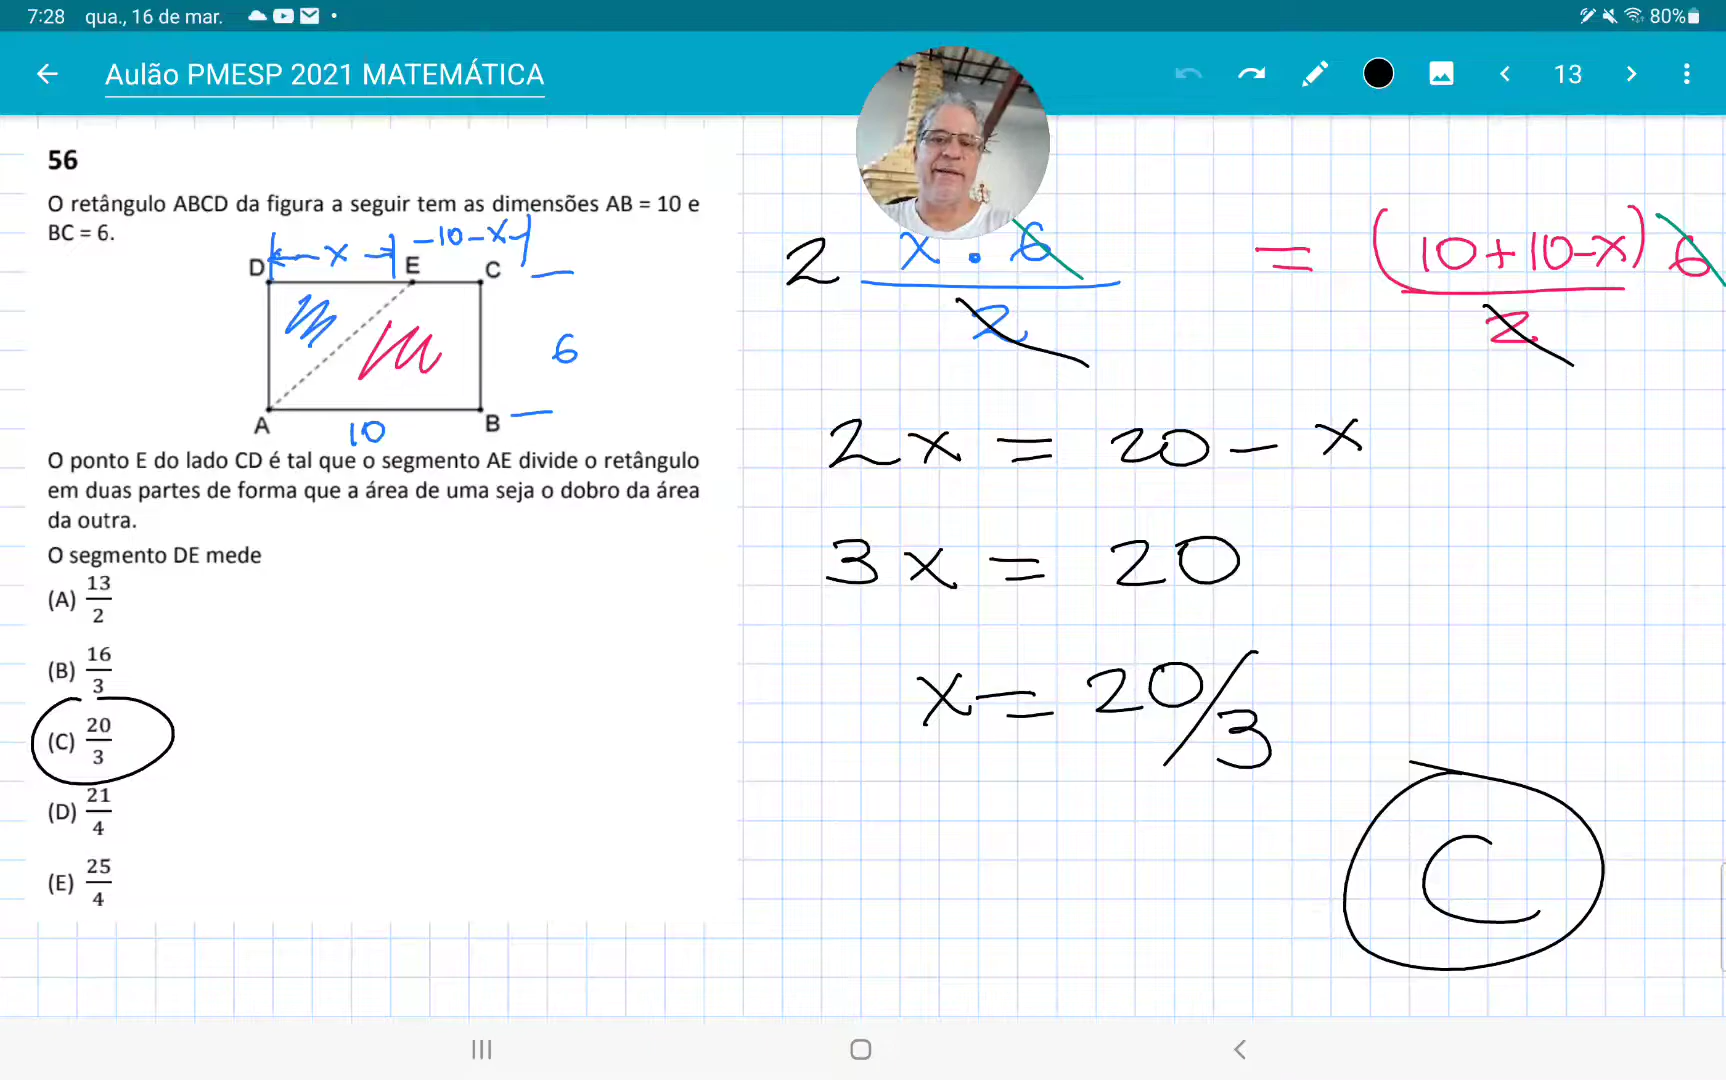 7:28 qua., 16 de mar. 80%
Aulão PMESP 2021 MATEMÁTICA 13
56
O retângulo ABCD da figura a seguir tem as dimensões AB = 10 e
BC = 6.
x 10-x
D E C
6
A B
10
O ponto E do lado CD é tal que o segmento AE divide o retângulo
em duas partes de forma que a área de uma seja o dobro da área
da outra.
O segmento DE mede
(A) 13/2
(B) 16/3
(C) 20/3
(D) 21/4
(E) 25/4
2 x . 6/2 = (10+10-x) 6/2
2x = 20 - x
3x = 20
x = 20/3
C